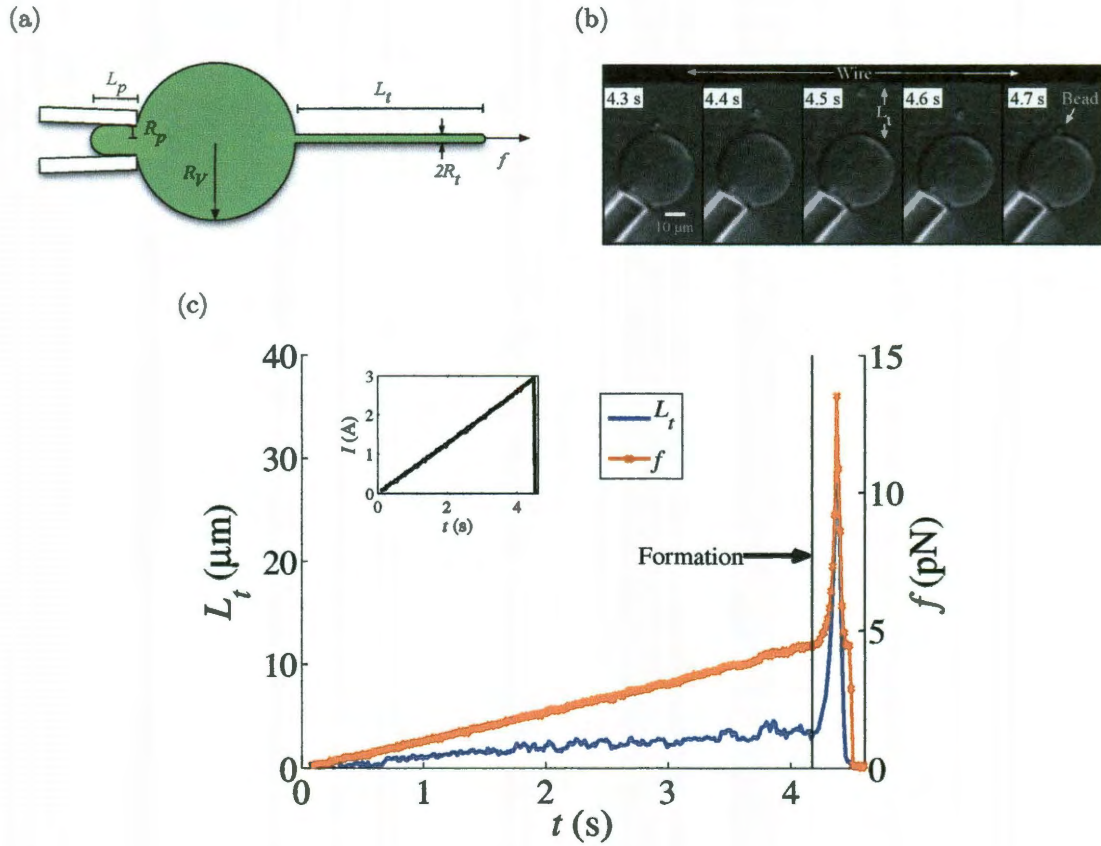 (a)
L_p
R_p
R_V
L_t
2R_t
f
(b)
Wire
4.3 s
4.4 s
4.5 s
4.6 s
4.7 s
L_t
Bead
10 μm
(c)
L_t (μm)
40
30
20
10
0
I (A)
3
2
1
0
0
2
4
t (s)
L_t
f
Formation
15
10
5
0
f (pN)
1
2
3
4
t (s)